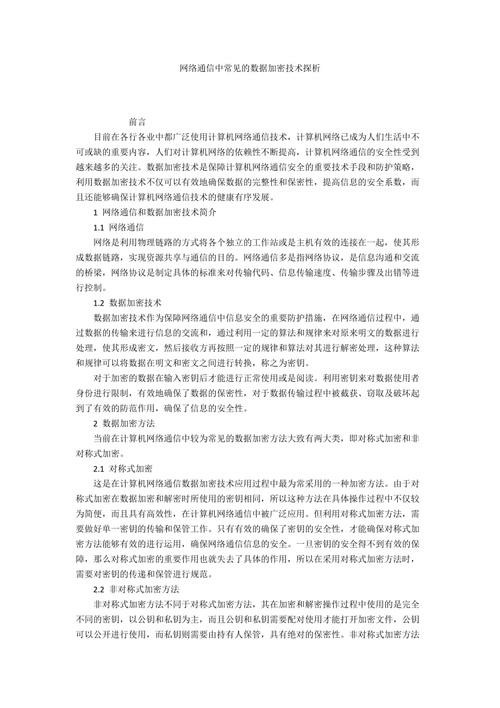 网络通信中常见的数据加密技术探析
前言
目前在各行各业中都广泛使用计算机网络通信技术，计算机网络已成为人们生活中不
可或缺的重要内容，人们对计算机网络的依赖性不断提高，计算机网络通信的安全性受到
越来越多的关注。数据加密技术是保障计算机网络通信安全的重要技术手段和防护策略，
利用数据加密技术不仅可以有效地确保数据的完整性和保密性，提高信息的安全系数，而
且还能够确保计算机网络通信技术的健康有序发展。
1 网络通信和数据加密技术简介
1.1 网络通信
网络是利用物理链路的方式将各个独立的工作站或是主机有效的连接在一起，使其形
成数据链路，实现资源共享与通信的目的。网络通信多是指网络协议，是信息沟通和交流
的桥梁，网络协议是制定具体的标准来对传输代码、信息传输速度、传输步骤及出错等进
行控制。
1.2 数据加密技术
数据加密技术作为保障网络通信中信息安全的重要防护措施，在网络通信过程中，通
过数据的传输来进行信息的交流和，通过利用一定的算法和规律来对原来明文的数据进行
处理，使其形成密文，然后接收方再按照一定的规律和算法对其进行解密处理，这种算法
和规律可以将数据在明文和密文之间进行转换，称之为密钥。
对于加密的数据在输入密钥后才能进行正常使用或是阅读。利用密钥来对数据使用者
身份进行限制，有效地确保了数据的保密性，对于数据传输过程中被截获、窃取及破坏起
到了有效的防范作用，确保了信息的安全性。
2 数据加密方法
当前在计算机网络通信中较为常见的数据加密方法大致有两大类，即对称式加密和非
对称式加密。
2.1 对称式加密
这是在计算机网络通信数据加密技术应用过程中最为常采用的一种加密方法。由于对
称式加密在数据加密和解密时所使用的密钥相同，所以这种方法在具体操作过程中不仅较
为简便，而且具有高效性，在计算机网络通信中被广泛应用。但利用对称式加密方法，需
要做好单一密钥的传输和保管工作。只有有效的确保了密钥的安全性，才能确保对称式加
密方法能够有效的进行运用，确保网络通信信息的安全。一旦密钥的安全得不到有效的保
障，那么对称式加密的重要作用也就失去了具体的作用，所以在采用对称式加密方法时，
需要对密钥的传递和保管进行规范。
2.2 非对称式加密方法
非对称式加密方法不同于对称式加密方法，其在加密和解密操作过程中使用的是完全
不同的密钥，以公钥和私钥为主，而且公钥和私钥需要配对使用才能打开加密文件，公钥
可以公开进行使用，而私钥则需要由持有人保管，具有绝对的保密性。非对称式加密方法